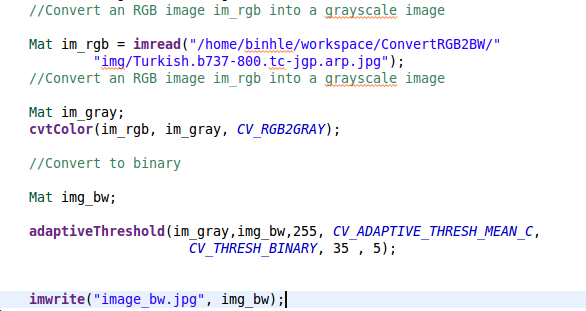 //Convert an RGB image im_rgb into a grayscale image
Mat im_rgb = imread("/home/binhle/workspace/ConvertRGB2BW/"
"img/Turkish.b737-800.tc-jgp.arp.jpg");
//Convert an RGB image im_rgb into a grayscale image
Mat im_gray;
cvtColor(im_rgb, im_gray, CV_RGB2GRAY);
//Convert to binary
Mat img_bw;
adaptiveThreshold(im_gray,img_bw,255, CV_ADAPTIVE_THRESH_MEAN_C,
CV_THRESH_BINARY, 35 , 5);
imwrite("image_bw.jpg", img_bw);